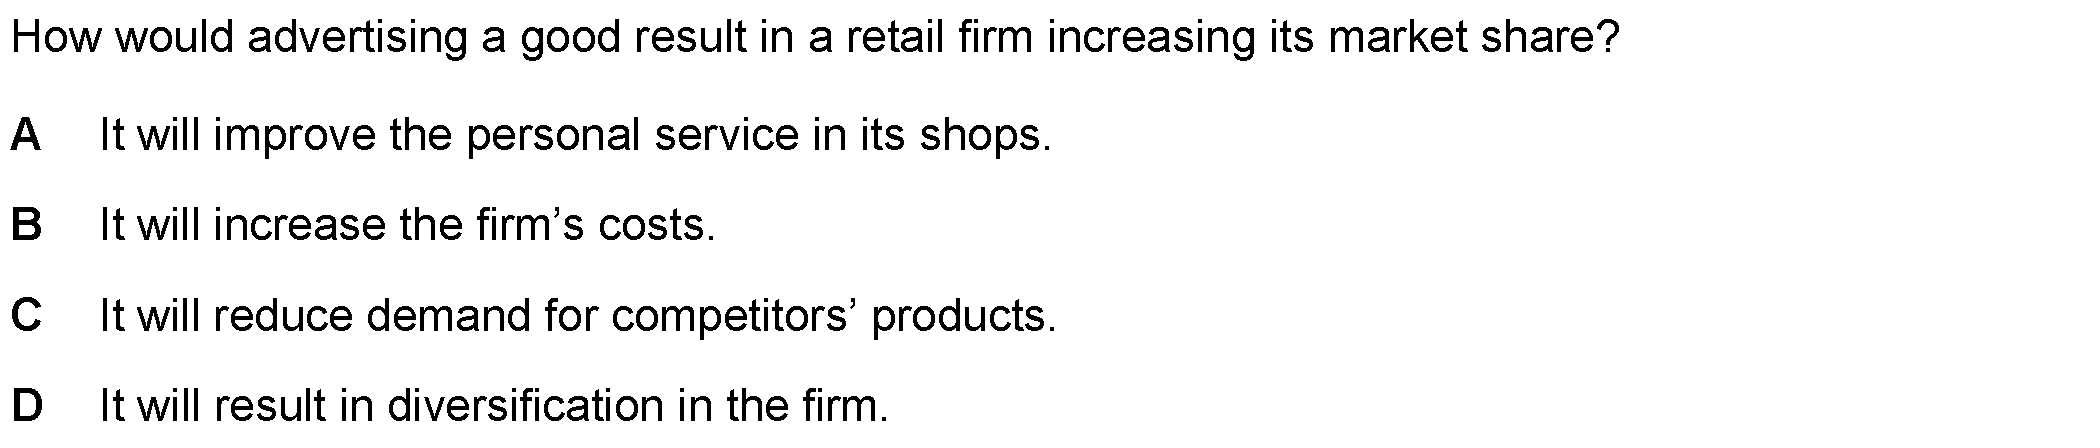 How would advertising a good result in a retail firm increasing its market share?
A It will improve the personal service in its shops.
B It will increase the firm’s costs.
C It will reduce demand for competitors’ products.
D It will result in diversification in the firm.